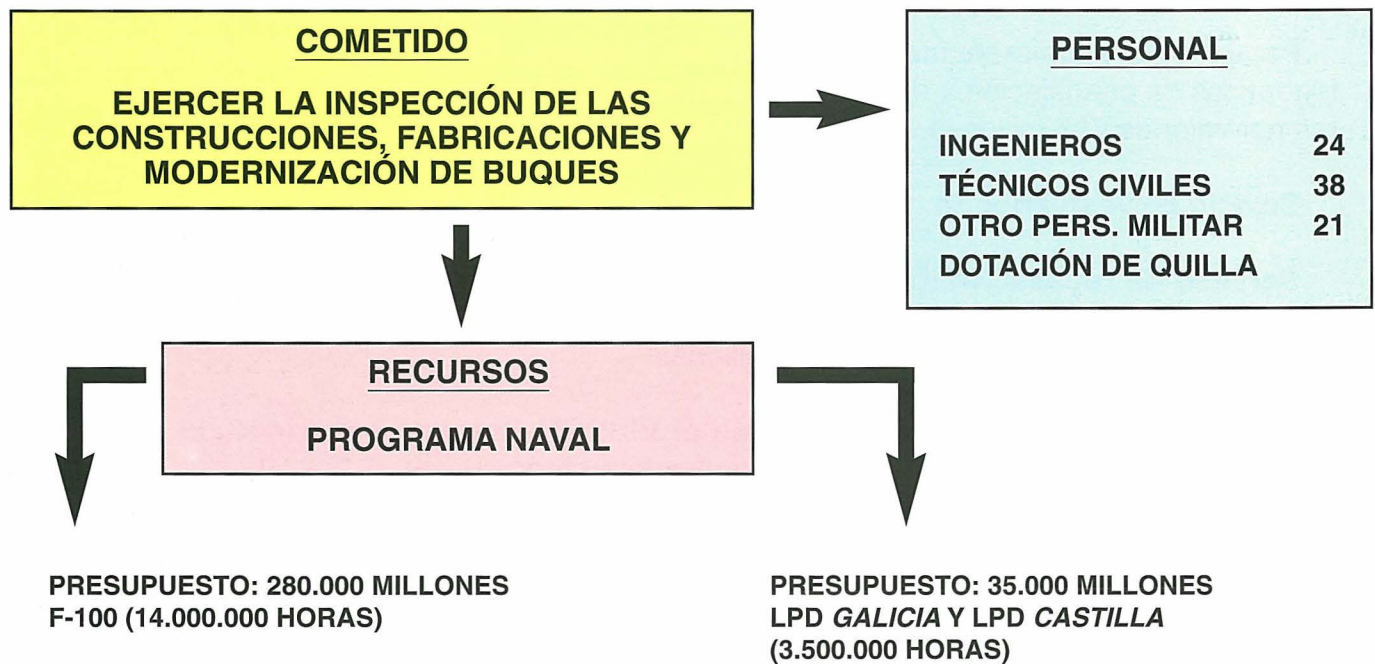 COMETIDO
EJERCER LA INSPECCIÓN DE LAS
CONSTRUCCIONES, FABRICACIONES Y
MODERNIZACIÓN DE BUQUES
PERSONAL
INGENIEROS 24
TÉCNICOS CIVILES 38
OTRO PERS. MILITAR 21
DOTACIÓN DE QUILLA
RECURSOS
PROGRAMA NAVAL
PRESUPUESTO: 280.000 MILLONES
F-100 (14.000.000 HORAS)
PRESUPUESTO: 35.000 MILLONES
LPD GALICIA Y LPD CASTILLA
(3.500.000 HORAS)